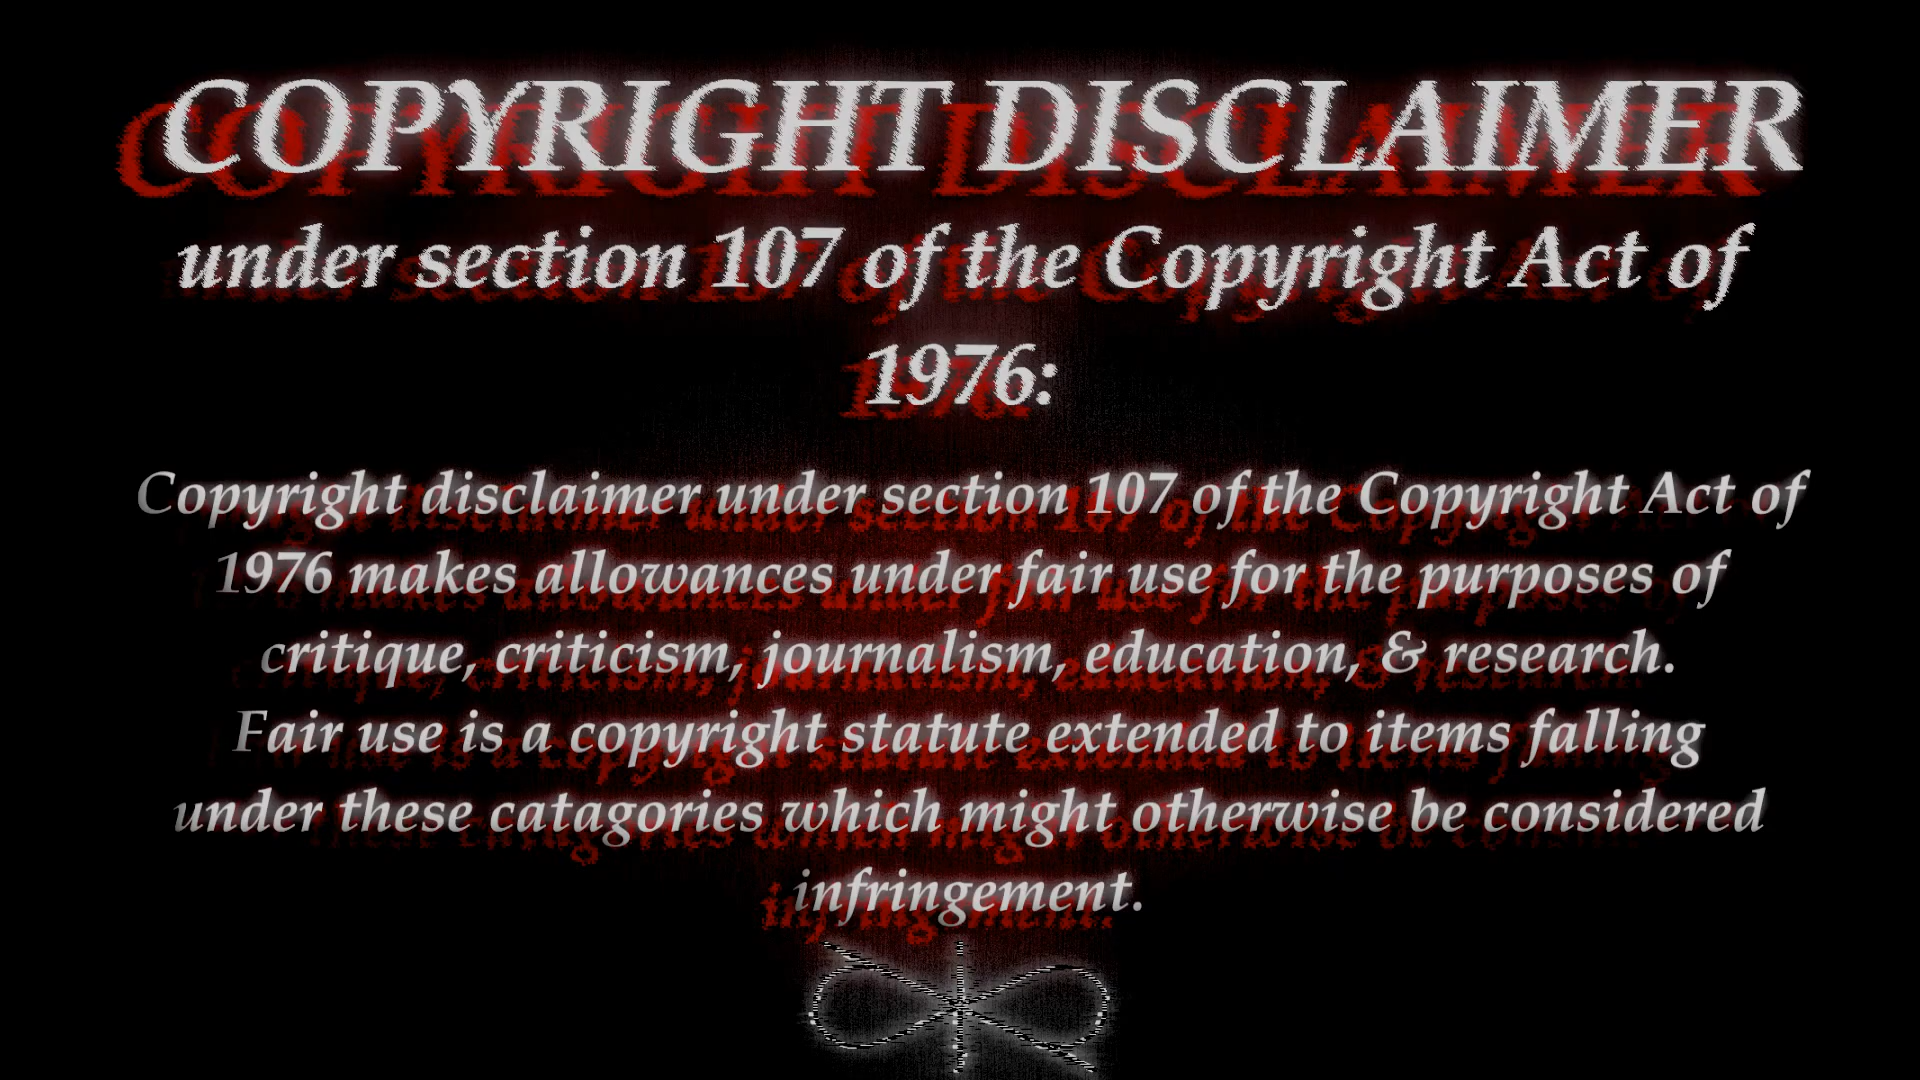 COPYRIGHT DISCLAIMER
under section 107 of the Copyright Act of
1976:
Copyright disclaimer under section 107 of the Copyright Act of
1976 makes allowances under fair use for the purposes of
critique, criticism, journalism, education, & research.
Fair use is a copyright statute extended to items falling
under these catagories which might otherwise be considered
infringement.